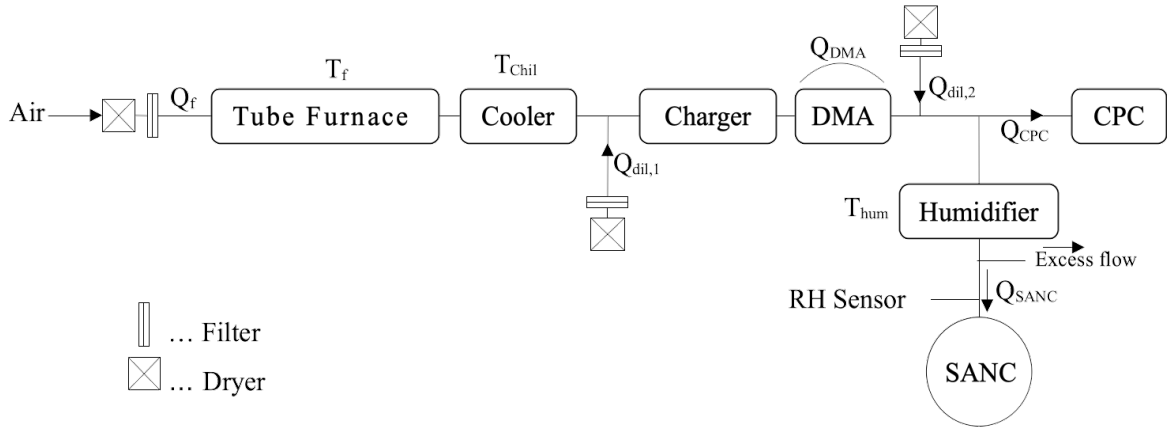 Air
Q_f
T_f
Tube Furnace
T_Chil
Cooler
Q_dil,1
Charger
Q_DMA
DMA
Q_dil,2
Q_CPC
CPC
T_hum
Humidifier
Excess flow
Q_SANC
RH Sensor
SANC
... Filter
... Dryer